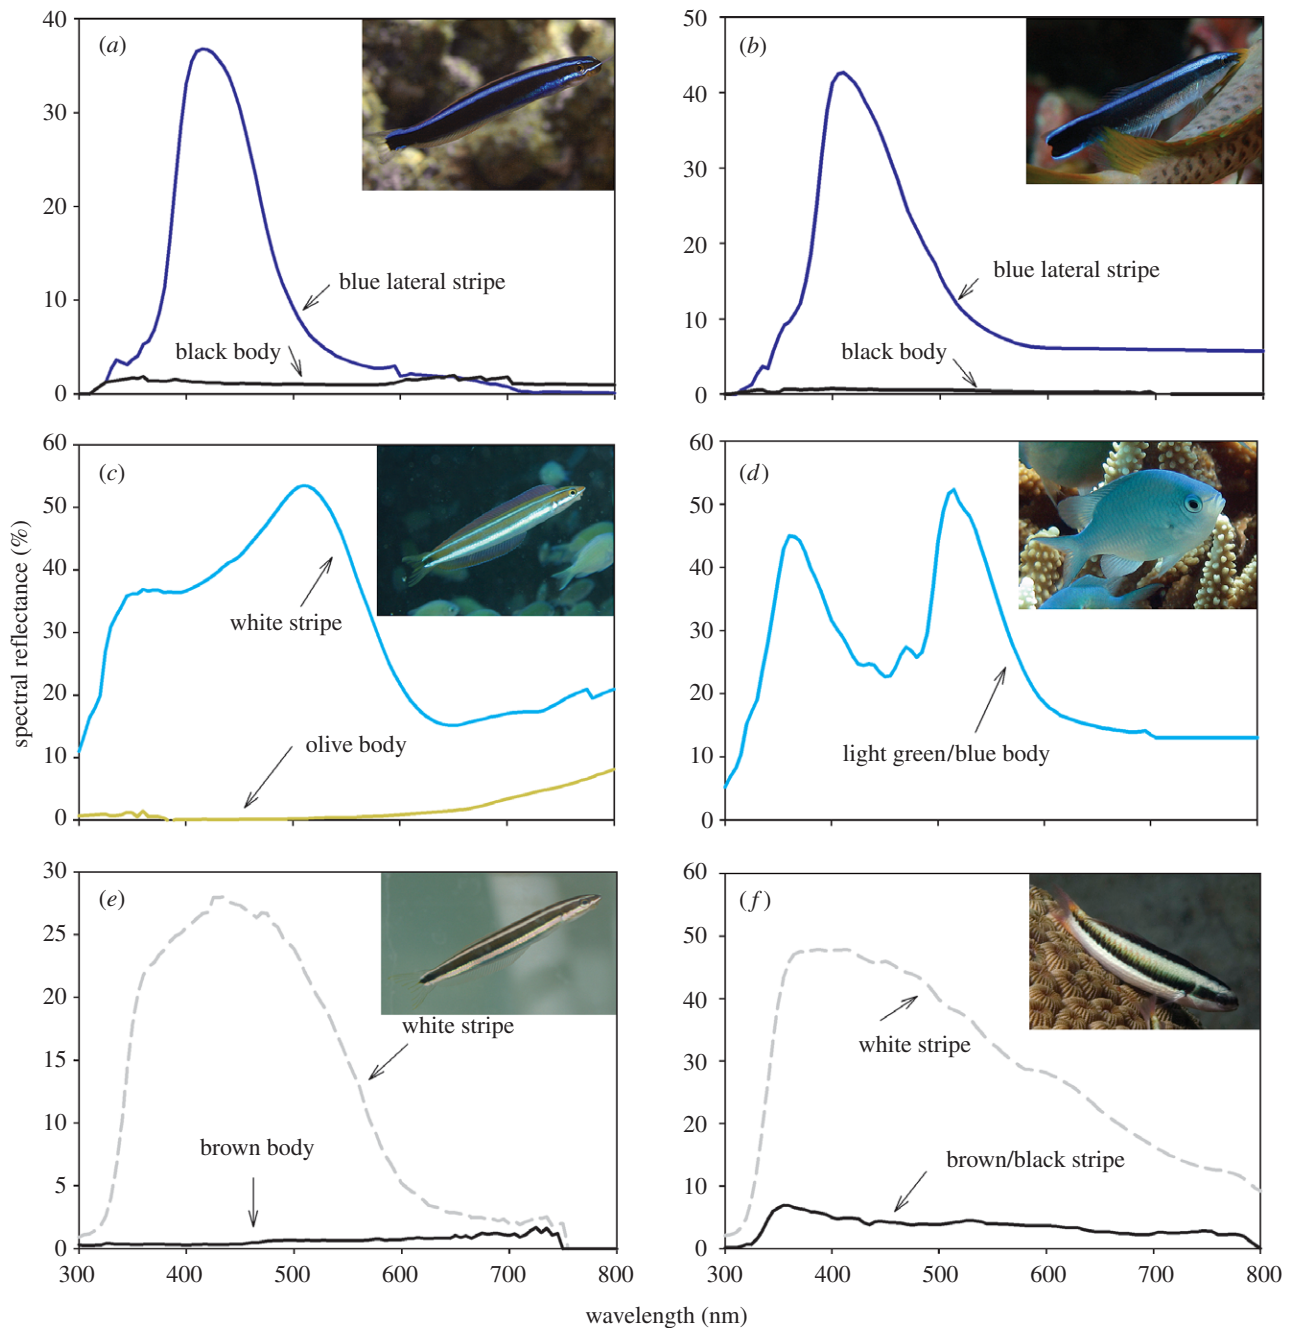 (a)
40
30
20
10
0
blue lateral stripe
black body
(b)
50
40
30
20
10
0
blue lateral stripe
black body
spectral reflectance (%)
(c)
60
50
40
30
20
10
0
white stripe
olive body
(d)
60
50
40
30
20
10
0
light green/blue body
(e)
30
25
20
15
10
5
0
white stripe
brown body
300 400 500 600 700 800
(f)
60
50
40
30
20
10
0
white stripe
brown/black stripe
300 400 500 600 700 800
wavelength (nm)